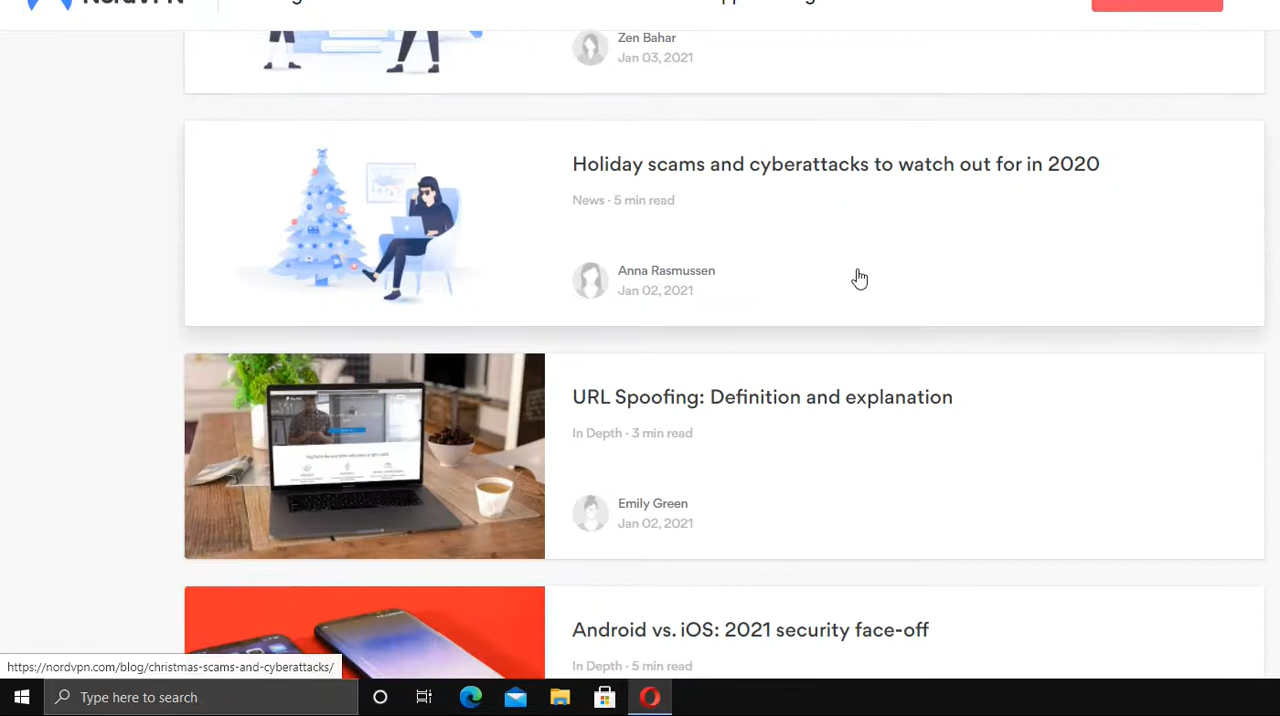 NordVPN
Zen Bahar
Jan 03, 2021
Holiday scams and cyberattacks to watch out for in 2020
News · 5 min read
Anna Rasmussen
Jan 02, 2021
URL Spoofing: Definition and explanation
In Depth · 3 min read
Emily Green
Jan 02, 2021
Android vs. iOS: 2021 security face-off
In Depth · 5 min read
https://nordvpn.com/blog/christmas-scams-and-cyberattacks/
Type here to search